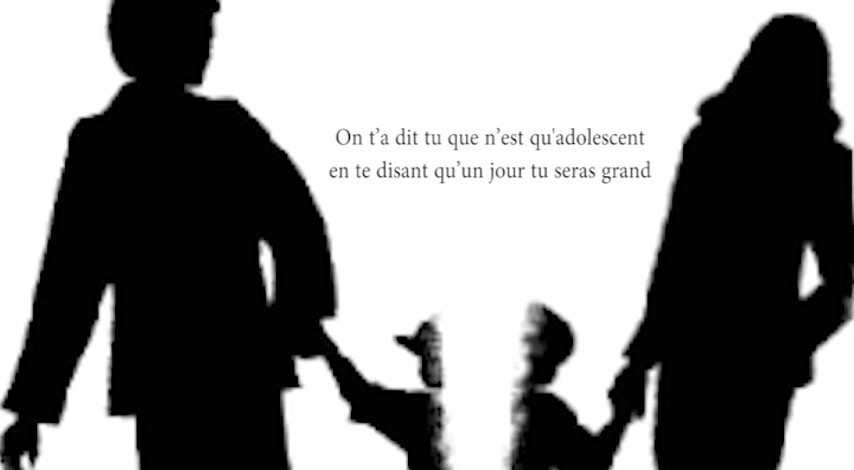 On t’a dit tu que n’est qu'adolescent
en te disant qu’un jour tu seras grand